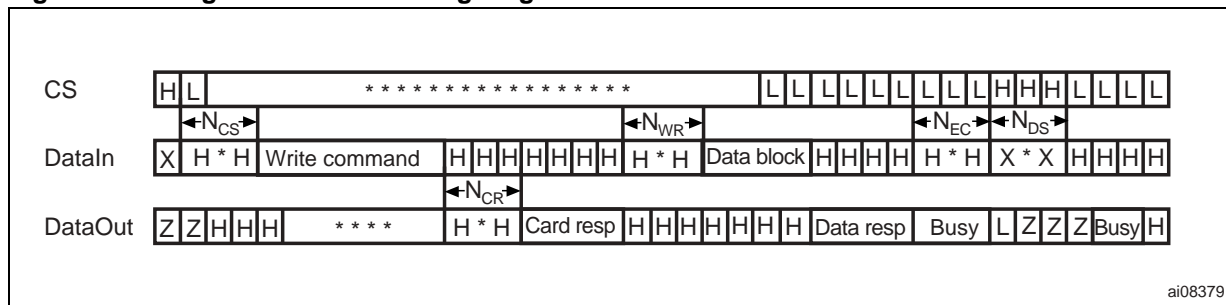 CS H L * * * * * * * * * * * * * * * * * L L L L L L L L L H H H L L L L
NCS NWR NEC NDS
DataIn X H * H Write command H H H H H H H H * H Data block H H H H H * H X * X H H H H
NCR
DataOut Z Z H H H * * * * H * H Card resp H H H H H H H Data resp Busy L Z Z Z Busy H
ai08379